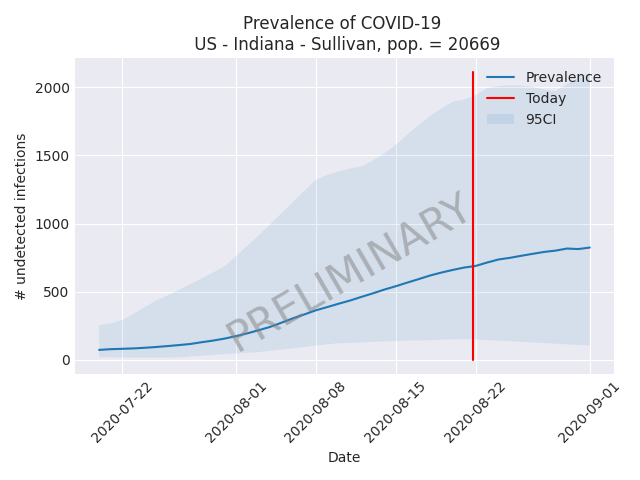 Prevalence of COVID-19
US - Indiana - Sullivan, pop. = 20669
Prevalence
Today
95CI
# undetected infections
2000
1500
1000
500
0
PRELIMINARY
2020-07-22
2020-08-01
2020-08-08
2020-08-15
2020-08-22
2020-09-01
Date